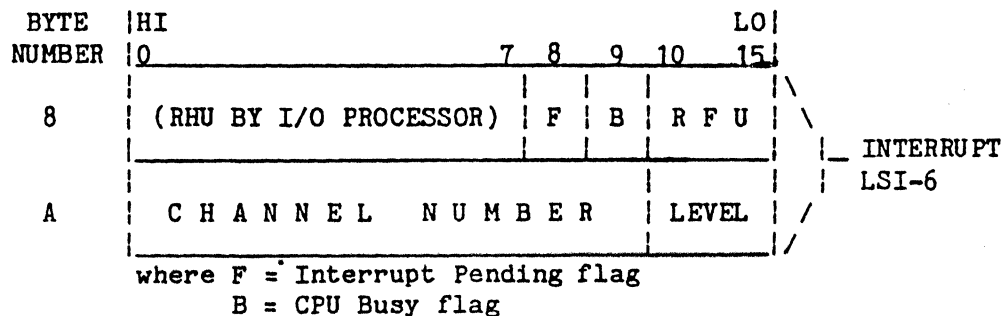 BYTE HI LO
NUMBER 0 7 8 9 10 15
8 (RHU BY I/O PROCESSOR) F B R F U
INTERRUPT
LSI-6
A C H A N N E L N U M B E R LEVEL
where F = Interrupt Pending flag
B = CPU Busy flag